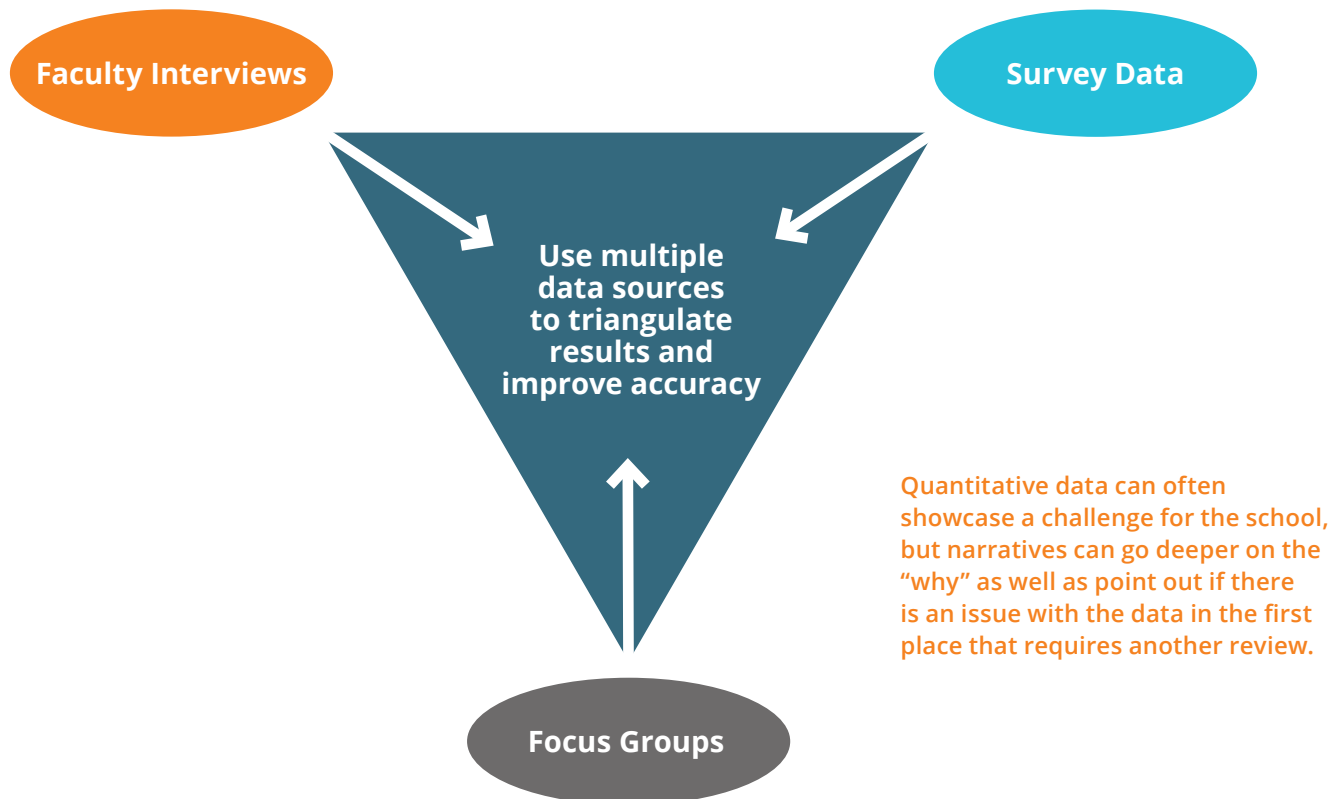 Faculty Interviews
Survey Data
Use multiple
data sources
to triangulate
results and
improve accuracy
Quantitative data can often
showcase a challenge for the school,
but narratives can go deeper on the
“why” as well as point out if there
is an issue with the data in the first
place that requires another review.
Focus Groups